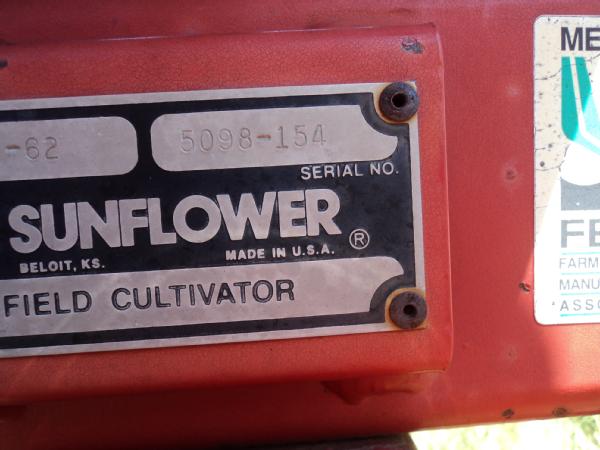 -62
5098-154
SERIAL NO.
SUNFLOWER ®
BELOIT, KS. MADE IN U.S.A.
FIELD CULTIVATOR
ME
FE
FARM
MANU
ASSO